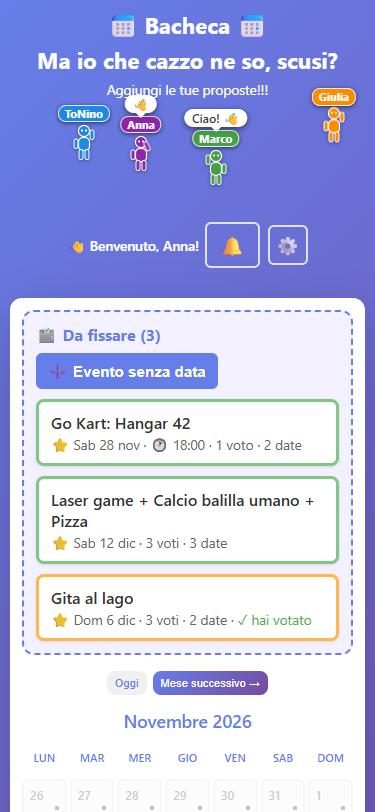 Bacheca
Ma io che cazzo ne so, scusi?
Aggiungi le tue proposte!!!
Giulia
ToNino
Anna
Ciao!
Marco
Benvenuto, Anna!
Da fissare (3)
Evento senza data
Go Kart: Hangar 42
Sab 28 nov · 18:00 · 1 voto · 2 date
Laser game + Calcio balilla umano +
Pizza
Sab 12 dic · 3 voti · 3 date
Gita al lago
Dom 6 dic · 3 voti · 2 date · ✓ hai votato
Oggi
Mese successivo →
Novembre 2026
LUN MAR MER GIO VEN SAB DOM
26 27 28 29 30 31 1